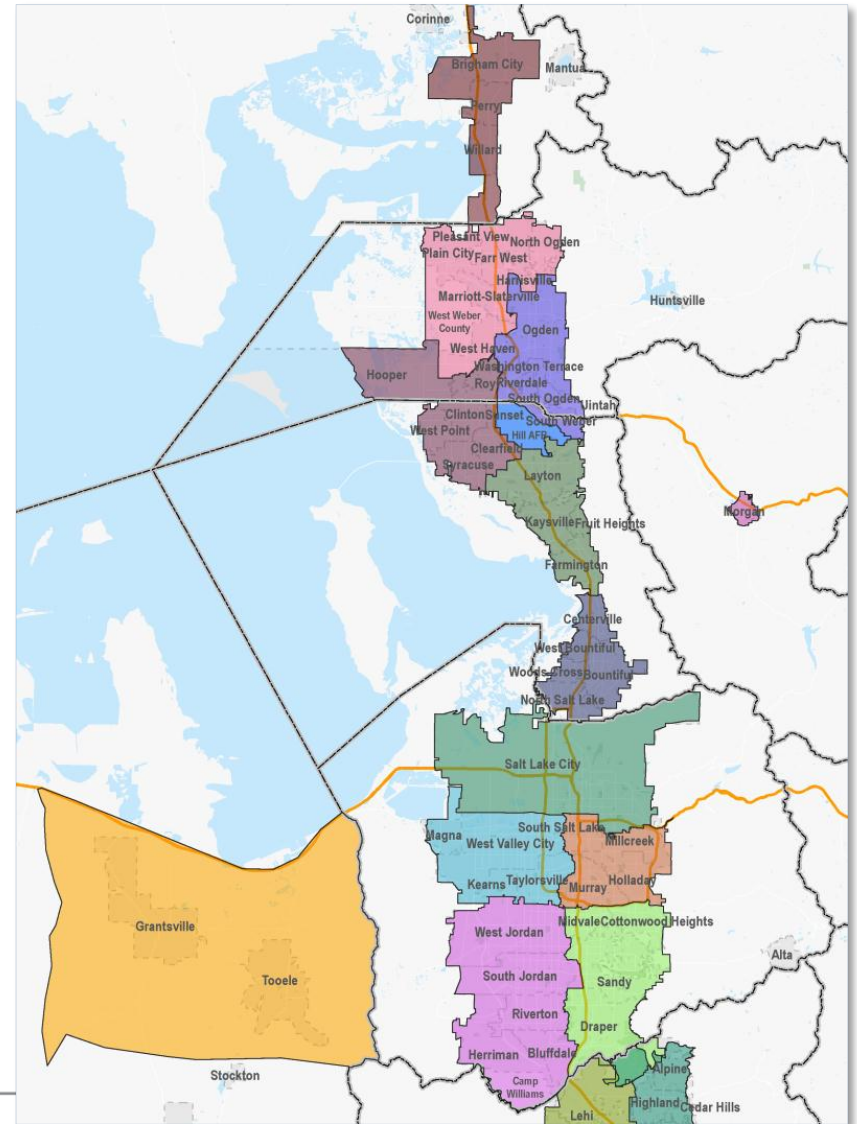 Corinne
Brigham City
Mantua
Perry
Willard
Pleasant View
North Ogden
Plain City
Farr West
Harrisville
Huntsville
Marriott-Slaterville
West Weber
County
Ogden
West Haven
Washington Terrace
Hooper
Roy
Riverdale
South Ogden
Uintah
Clinton
Sunset
South Weber
West Point
Hill AFB
Clearfield
Syracuse
Layton
Morgan
Kaysville
Fruit Heights
Farmington
Centerville
West Bountiful
Woods Cross
Bountiful
North Salt Lake
Salt Lake City
South Salt Lake
Magna
West Valley City
Millcreek
Kearns
Taylorsville
Murray
Holladay
Grantsville
West Jordan
Midvale
Cottonwood Heights
Alta
Tooele
South Jordan
Sandy
Riverton
Draper
Herriman
Bluffdale
Stockton
Camp
Williams
Alpine
Lehi
Highland
Cedar Hills